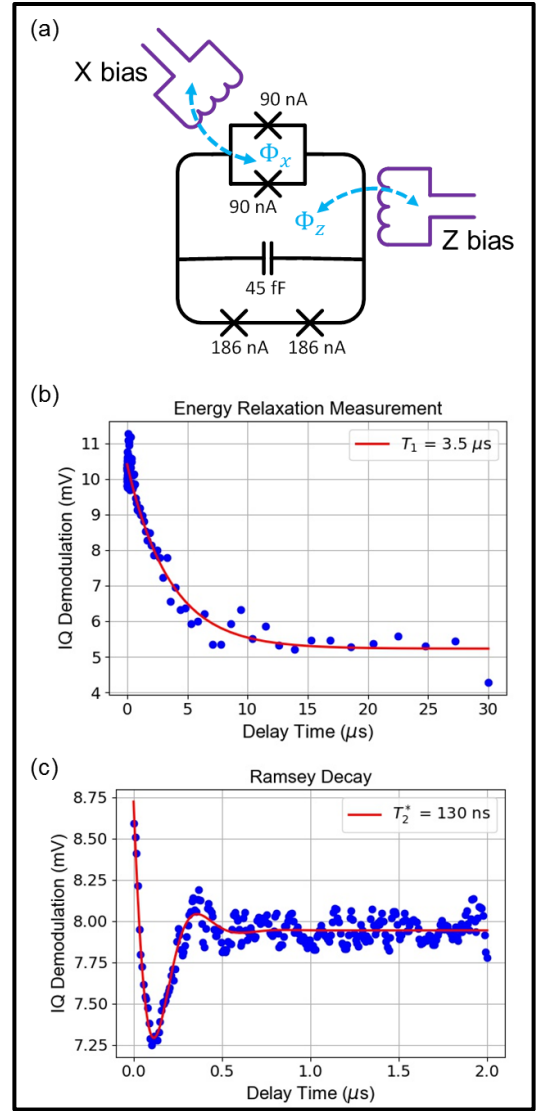 (a)
X bias
90 nA
Φx
90 nA
Φz
Z bias
45 fF
186 nA 186 nA
(b)
Energy Relaxation Measurement
T1 = 3.5 μs
11
10
9
8
7
6
5
4
IQ Demodulation (mV)
0 5 10 15 20 25 30
Delay Time (μs)
(c)
Ramsey Decay
T2* = 130 ns
8.75
8.50
8.25
8.00
7.75
7.50
7.25
IQ Demodulation (mV)
0.0 0.5 1.0 1.5 2.0
Delay Time (μs)